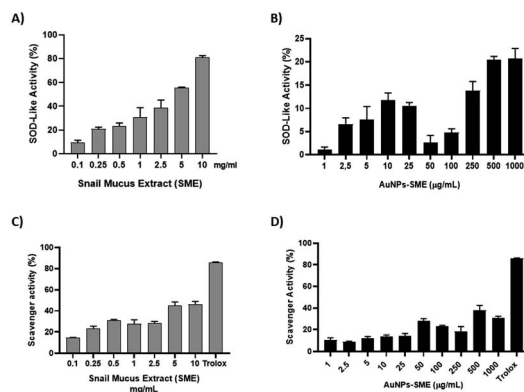 A)
SOD-Like Activity (%)
100
80
60
40
20
0
0.1 0.25 0.5 1 2.5 5 10 mg/ml
Snail Mucus Extract (SME)
B)
SOD-Like Activity (%)
25
20
15
10
5
0
1 2,5 5 10 25 50 100 250 500 1000
AuNPs-SME (µg/mL)
C)
Scavenger activity (%)
100
80
60
40
20
0
0.1 0.25 0.5 1 2.5 5 10 Trolox
Snail Mucus Extract (SME)
mg/mL
D)
Scavenger Activity (%)
100
80
60
40
20
0
1 2.5 5 10 25 50 100 250 500 1000 Trolox
AuNPs-SME (µg/mL)